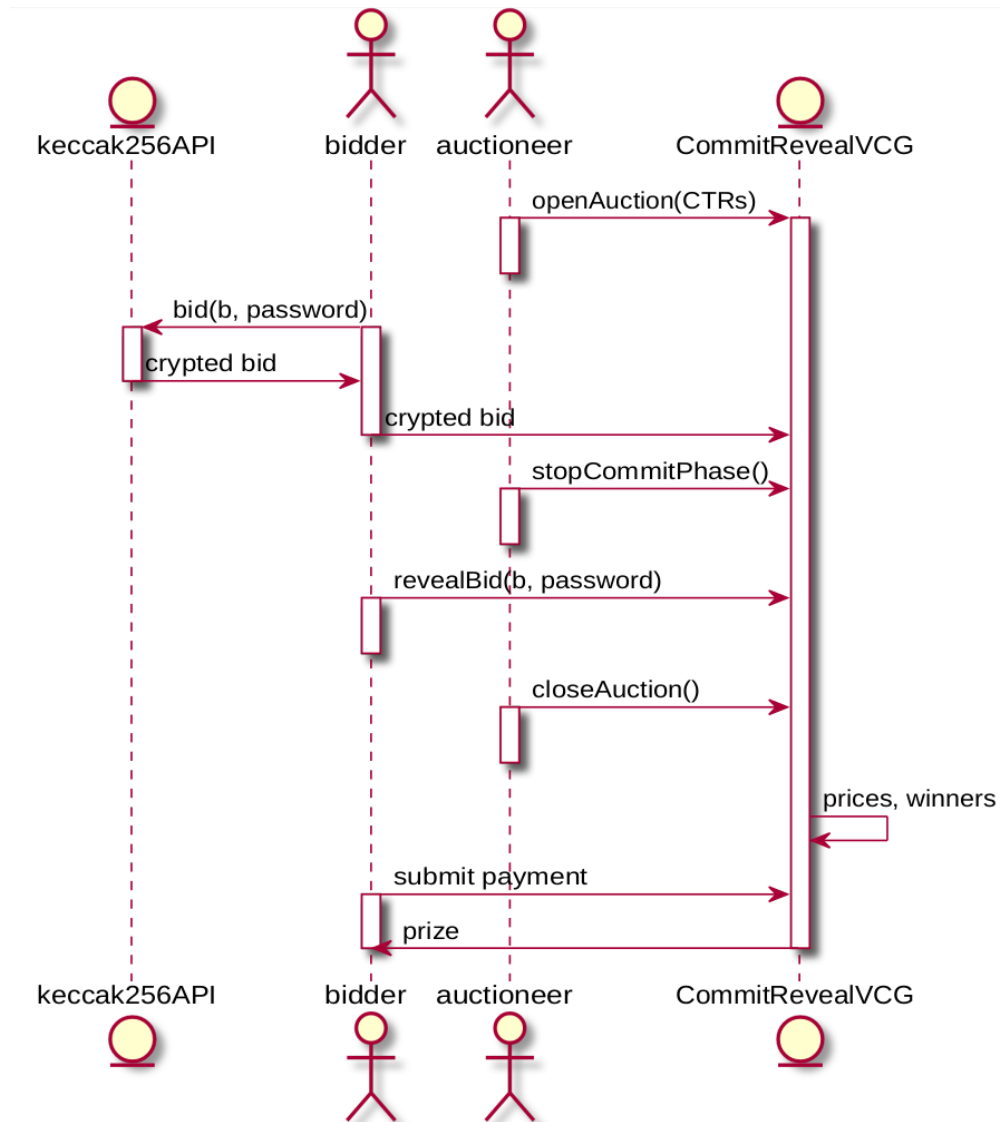 keccak256API
bidder
auctioneer
CommitRevealVCG
openAuction(CTRs)
bid(b, password)
crypted bid
crypted bid
stopCommitPhase()
revealBid(b, password)
closeAuction()
prices, winners
submit payment
prize
keccak256API
bidder
auctioneer
CommitRevealVCG